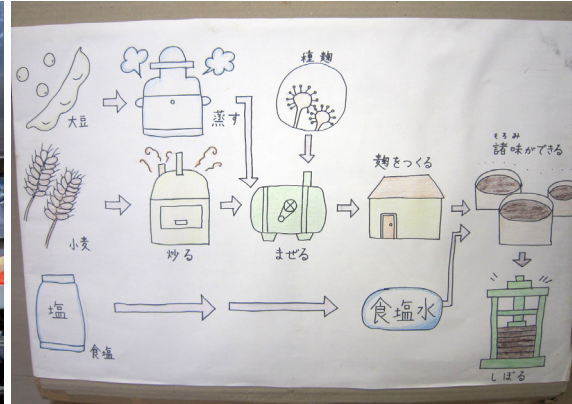 大豆
蒸す
種麹
小麦
炒る
まぜる
麹をつくる
もろみ
諸味ができる
塩
食塩
食塩水
しぼる